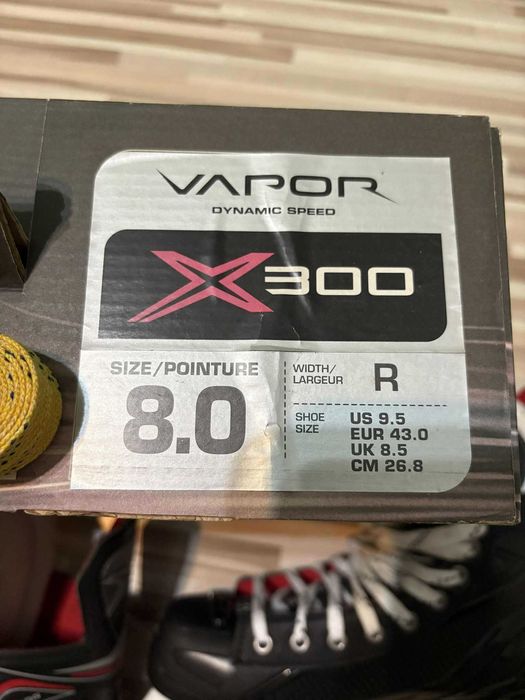 VAPOR
DYNAMIC SPEED
X300
SIZE/POINTURE
8.0
WIDTH/
LARGEUR
R
SHOE
SIZE
US 9.5
EUR 43.0
UK 8.5
CM 26.8